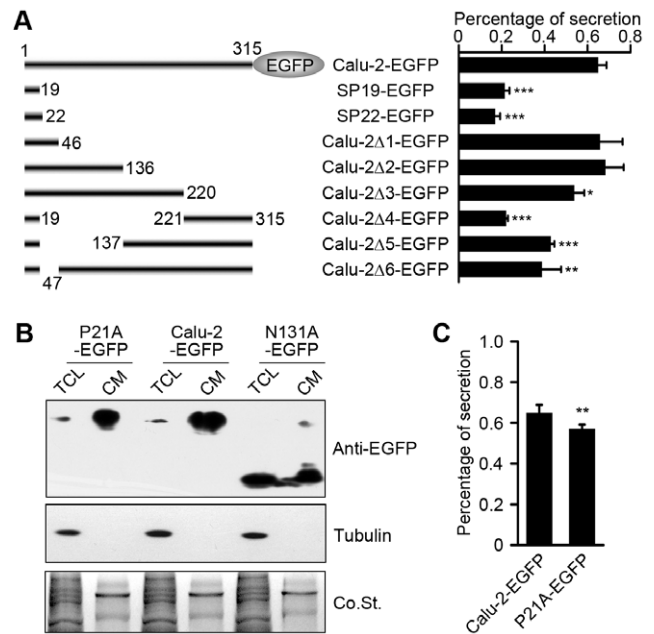 A
Percentage of secretion
0 0.2 0.4 0.6 0.8
1 315 EGFP Calu-2-EGFP
19 SP19-EGFP ***
22 SP22-EGFP ***
46 Calu-2Δ1-EGFP
136 Calu-2Δ2-EGFP
220 Calu-2Δ3-EGFP *
19 221 315 Calu-2Δ4-EGFP ***
137 Calu-2Δ5-EGFP ***
47 Calu-2Δ6-EGFP **
B
P21A -EGFP
Calu-2 -EGFP
N131A -EGFP
TCL CM TCL CM TCL CM
Anti-EGFP
Tubulin
Co.St.
C
Percentage of secretion
1.0
0.8
0.6
0.4
0.2
0
**
Calu-2-EGFP
P21A-EGFP